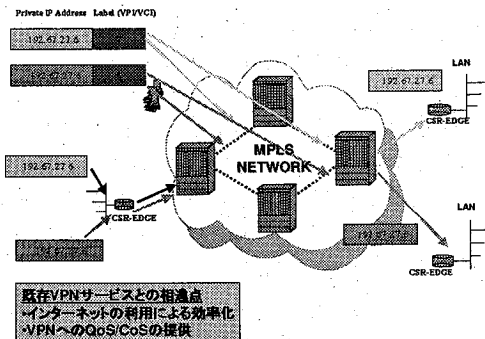 Private IP Address Label (VPI/VCI)
192.67.27.6
192.67.27.6
LAN
CSR-EDGE
MPLS
NETWORK
192.67.27.6
CSR-EDGE
LAN
CSR-EDGE
既存VPNサービスとの相違点
・インターネットの利用による効率化
・VPNへのQoS/CoSの提供